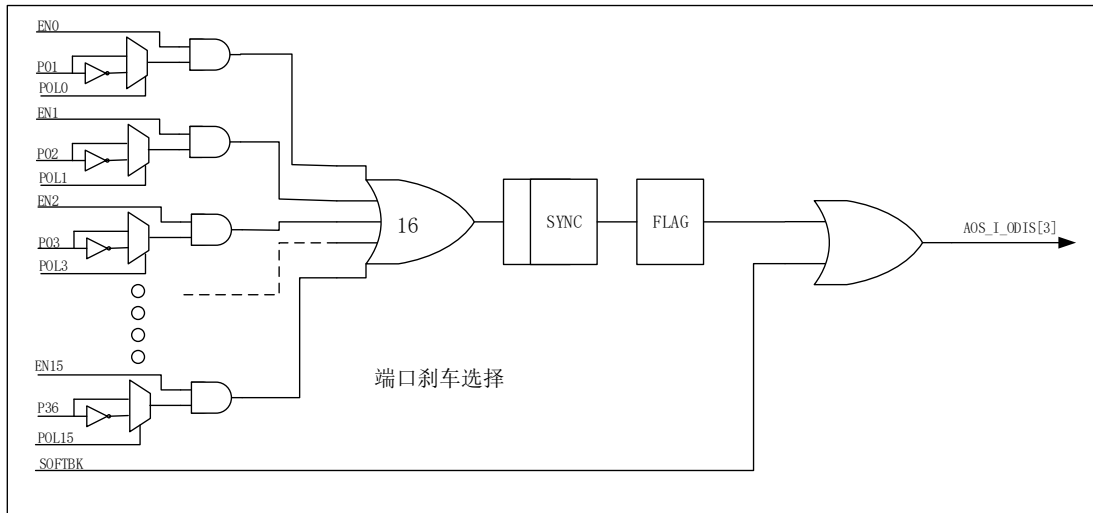 EN0
P01
POL0
EN1
P02
POL1
EN2
P03
POL3
EN15
P36
POL15
SOFTBK
16
SYNC
FLAG
AOS_I_ODIS[3]
端口刹车选择